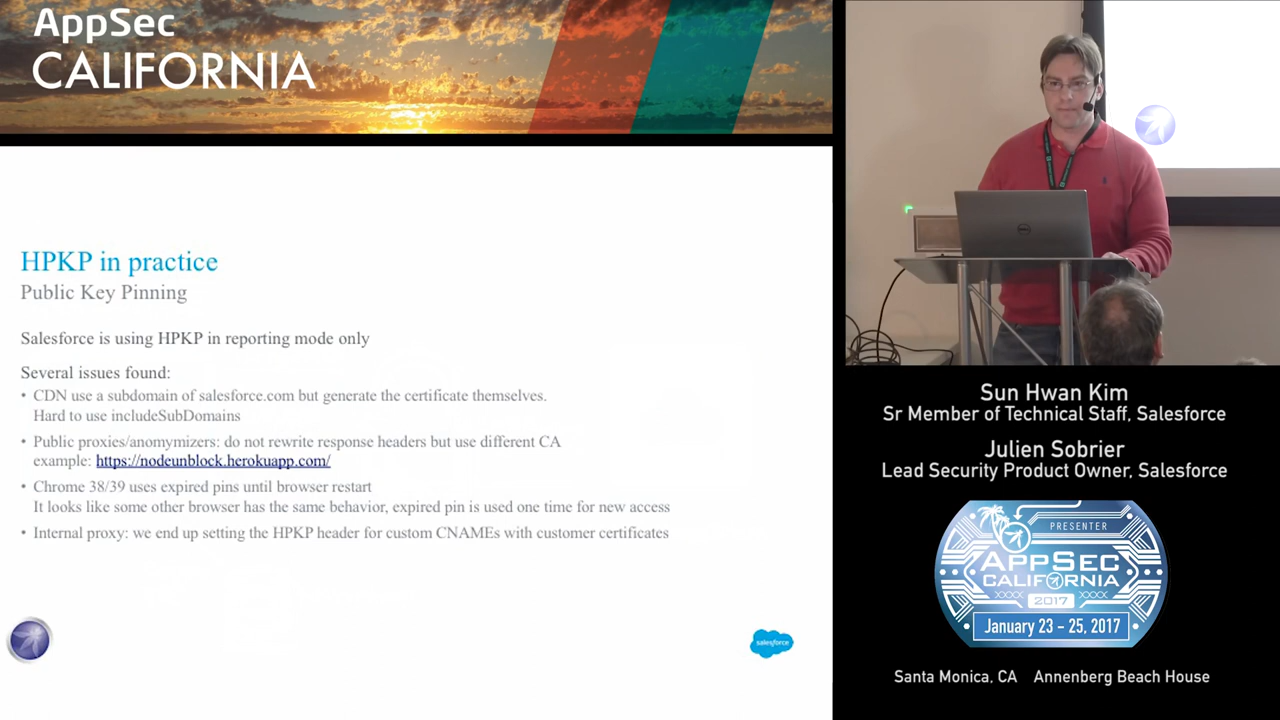 AppSec
CALIFORNIA
HPKP in practice
Public Key Pinning
Salesforce is using HPKP in reporting mode only
Several issues found:
• CDN use a subdomain of salesforce.com but generate the certificate themselves.
Hard to use includeSubDomains
• Public proxies/anomymizers: do not rewrite response headers but use different CA
example: https://nodeunblock.herokuapp.com/
• Chrome 38/39 uses expired pins until browser restart
It looks like some other browser has the same behavior, expired pin is used one time for new access
• Internal proxy: we end up setting the HPKP header for custom CNAMEs with customer certificates
salesforce
Sun Hwan Kim
Sr Member of Technical Staff, Salesforce
Julien Sobrier
Lead Security Product Owner, Salesforce
PRESENTER
APPSEC
CALIFORNIA
2017
January 23 – 25, 2017
Santa Monica, CA Annenberg Beach House